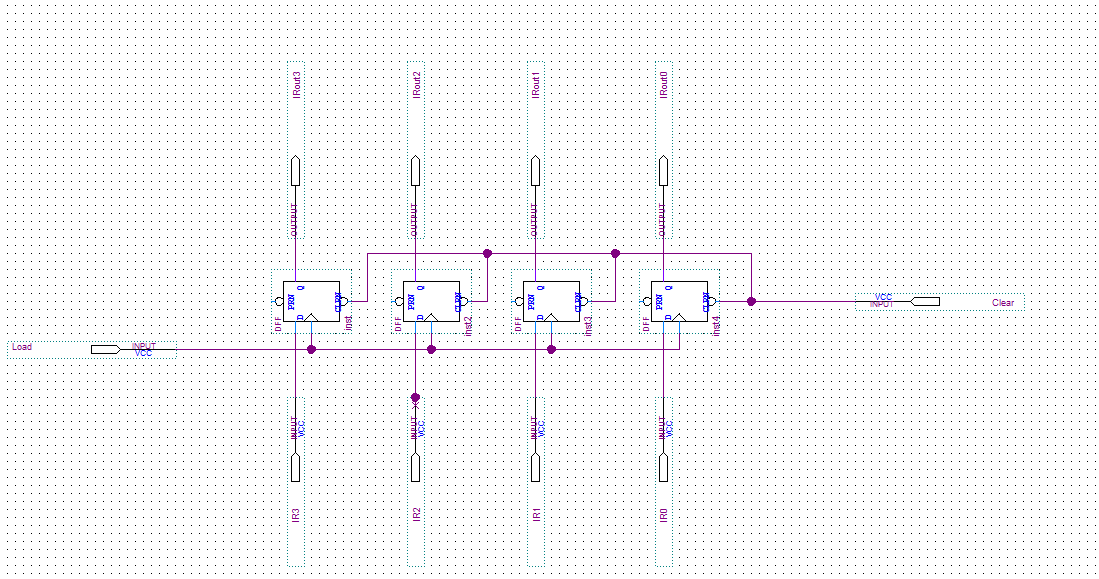 IRout3 IRout2 IRout1 IRout0
OUTPUT OUTPUT OUTPUT OUTPUT
Q Q Q Q
PRN CLRN PRN CLRN PRN CLRN PRN CLRN
VCC
INPUT
Clear
D D D D
DFF inst DFF inst2 DFF inst3 DFF inst4
Load
INPUT
VCC
INPUT INPUT INPUT INPUT
VCC VCC VCC VCC
IR3 IR2 IR1 IR0